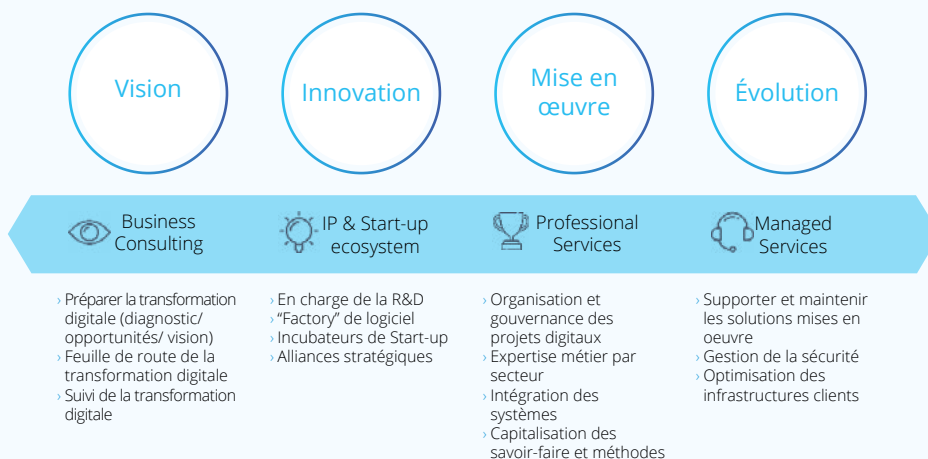 Vision
Innovation
Mise en
œuvre
Évolution
Business
Consulting
IP & Start-up
ecosystem
Professional
Services
Managed
Services
› Préparer la transformation
digitale (diagnostic/
opportunités/ vision)
› Feuille de route de la
transformation digitale
› Suivi de la transformation
digitale
› En charge de la R&D
› “Factory” de logiciel
› Incubateurs de Start-up
› Alliances stratégiques
› Organisation et
gouvernance des
projets digitaux
› Expertise métier par
secteur
› Intégration des
systèmes
› Capitalisation des
savoir-faire et méthodes
› Supporter et maintenir
les solutions mises en
oeuvre
› Gestion de la sécurité
› Optimisation des
infrastructures clients